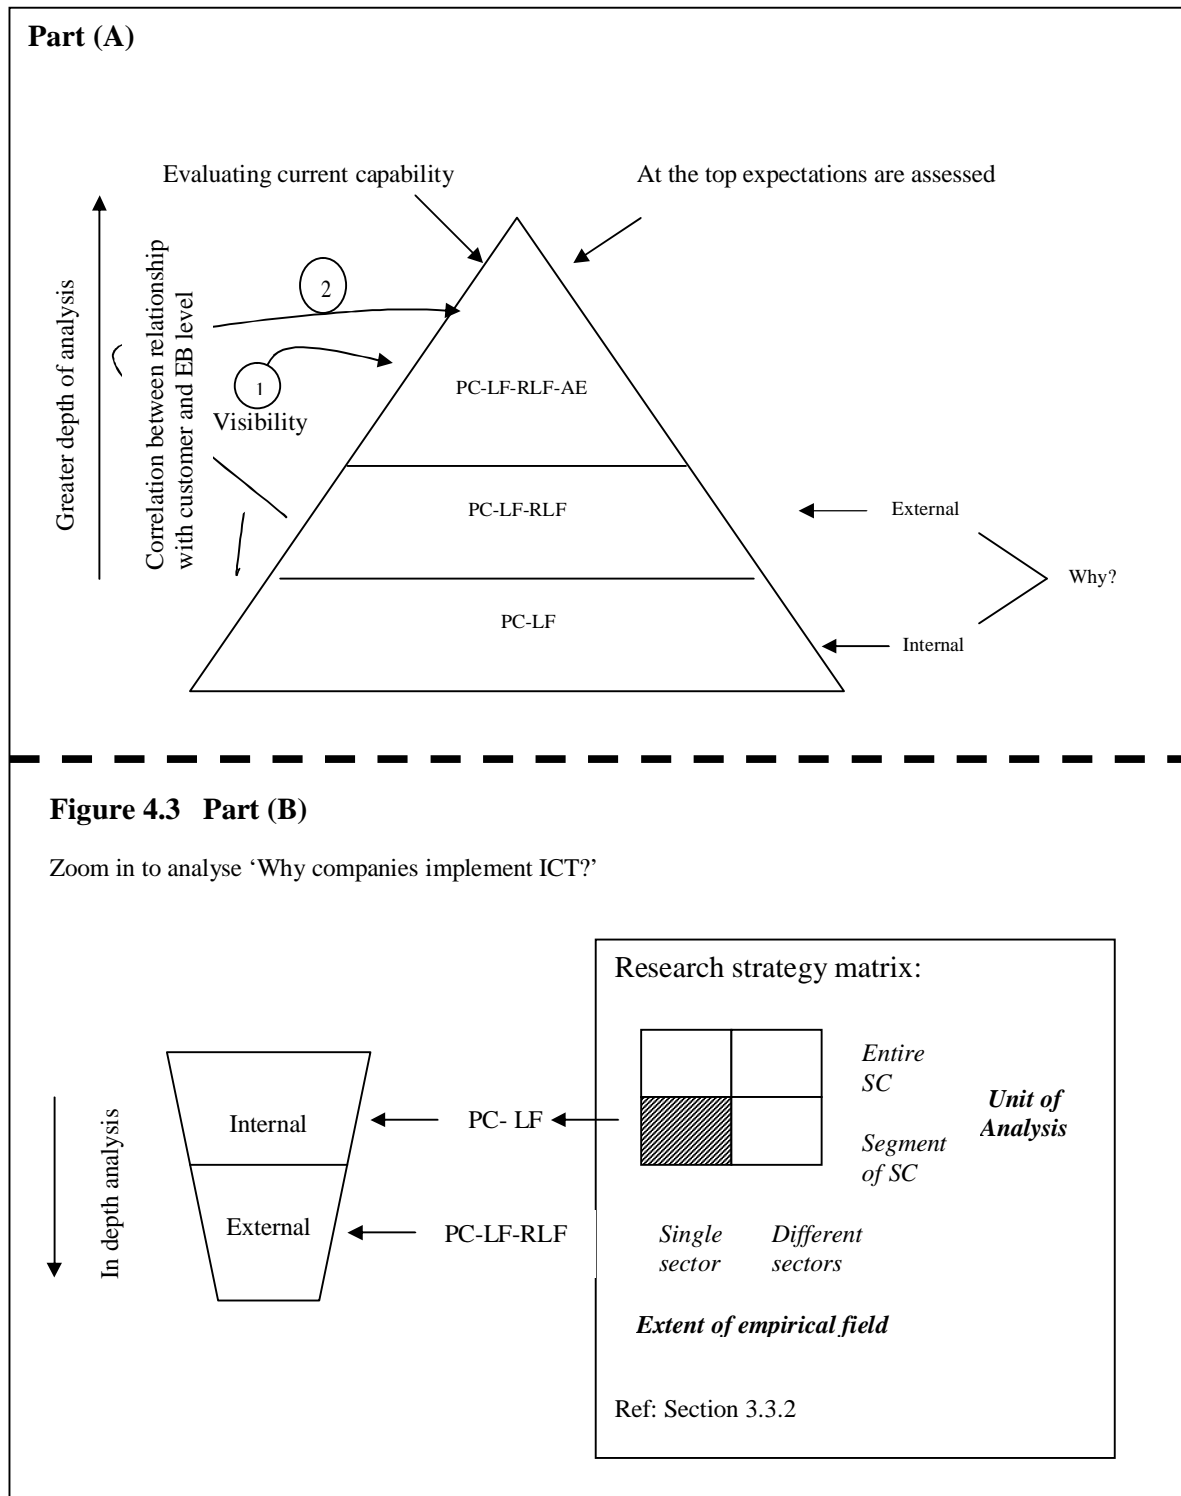 Part (A)
Evaluating current capability
At the top expectations are assessed
Greater depth of analysis
Correlation between relationship
with customer and EB level
2
1
Visibility
PC-LF-RLF-AE
PC-LF-RLF
PC-LF
External
Why?
Internal
Figure 4.3 Part (B)
Zoom in to analyse ‘Why companies implement ICT?’
In depth analysis
Internal
External
PC- LF
PC-LF-RLF
Research strategy matrix:
Entire
SC
Segment
of SC
Unit of
Analysis
Single
sector
Different
sectors
Extent of empirical field
Ref: Section 3.3.2